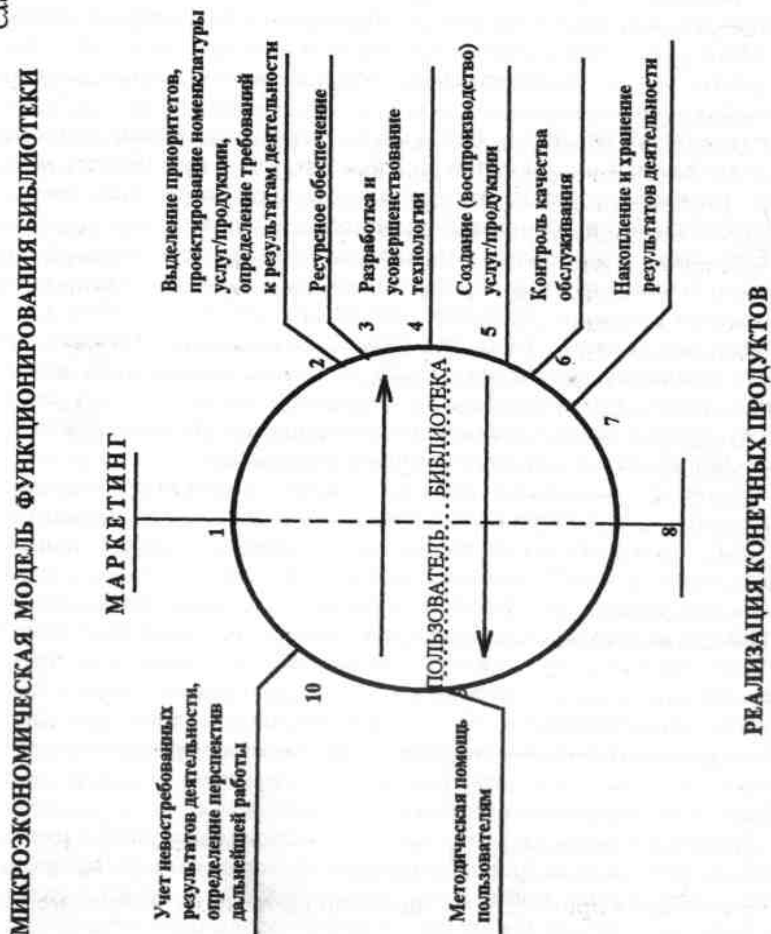 МИКРОЭКОНОМИЧЕСКАЯ МОДЕЛЬ ФУНКЦИОНИРОВАНИЯ БИБЛИОТЕКИ
МАРКЕТИНГ
1
Выделение приоритетов,
проектирование номенклатуры
услуг/продукции,
определение требований
к результатам деятельности
2
Ресурсное обеспечение
3
Разработка и
усовершенствование
технологии
4
Создание (воспроизводство)
услуг/продукции
5
Контроль качества
обслуживания
6
Накопление и хранение
результатов деятельности
7
ПОЛЬЗОВАТЕЛЬ.... БИБЛИОТЕКА
Учет невостребованных
результатов деятельности,
определение перспектив
дальнейшей работы
10
Методическая помощь
пользователям
8
РЕАЛИЗАЦИЯ КОНЕЧНЫХ ПРОДУКТОВ